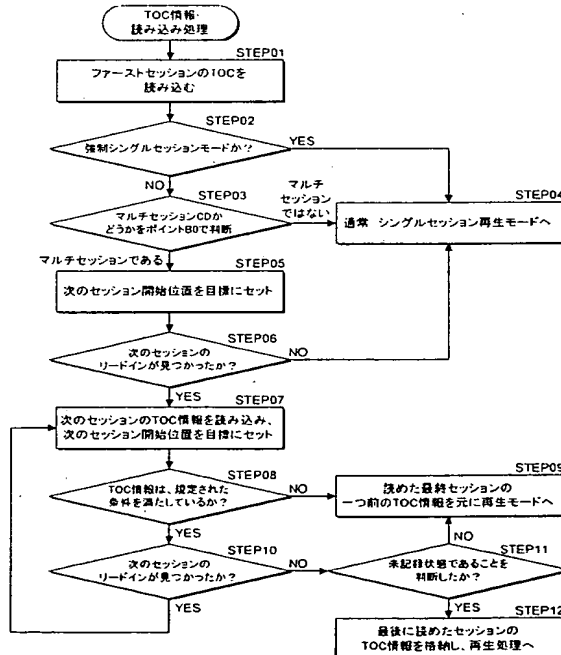 TOC情報・
読み込み処理
STEP01
ファーストセッションのTOCを
読み込む
STEP02
強制シングルセッションモードか?
YES
NO
STEP03
マルチセッションCDか
どうかをポイントB0で判断
マルチ
セッション
ではない
STEP04
通常 シングルセッション再生モードへ
マルチセッションである
STEP05
次のセッション開始位置を目標にセット
STEP06
次のセッションの
リードインが見つかったか?
NO
YES
STEP07
次のセッションのTOC情報を読み込み、
次のセッション開始位置を目標にセット
STEP08
TOC情報は、規定された
条件を満たしているか?
NO
STEP09
読めた最終セッションの
一つ前のTOC情報を元に再生モードへ
YES
NO
STEP10
次のセッションの
リードインが見つかったか?
NO
STEP11
未記録状態であることを
判断したか?
YES
YES
STEP12
最後に読めたセッションの
TOC情報を格納し、再生処理へ